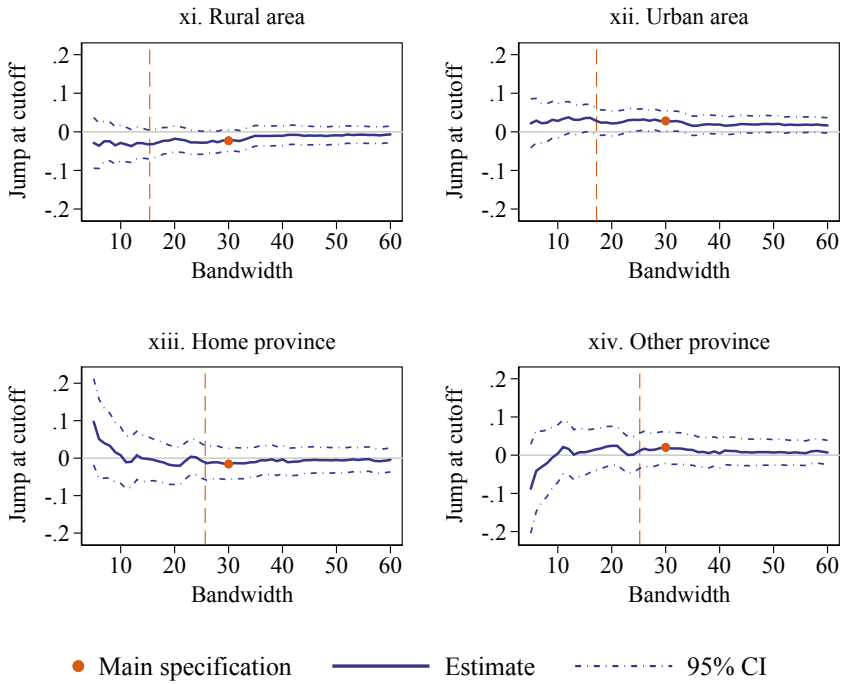 xi. Rural area
.2
.1
0
-.1
-.2
Jump at cutoff
10 20 30 40 50 60
Bandwidth
xii. Urban area
.2
.1
0
-.1
-.2
Jump at cutoff
10 20 30 40 50 60
Bandwidth
xiii. Home province
.2
.1
0
-.1
-.2
Jump at cutoff
10 20 30 40 50 60
Bandwidth
xiv. Other province
.2
.1
0
-.1
-.2
Jump at cutoff
10 20 30 40 50 60
Bandwidth
Main specification Estimate 95% CI